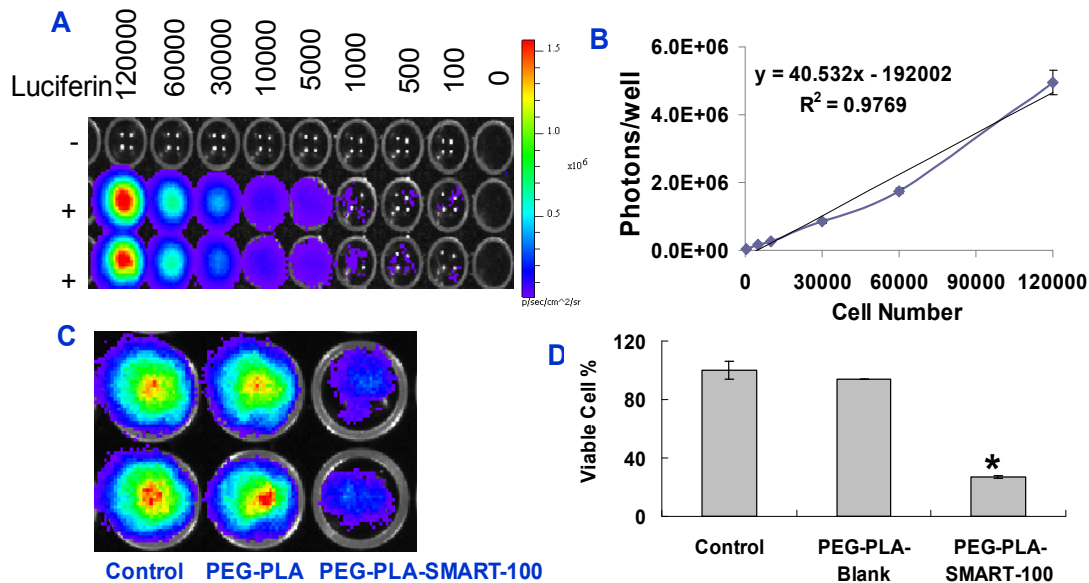 A
Luciferin 120000 60000 30000 10000 5000 1000 500 100 0
-
+
+
1.5
x10^6
1.0
0.5
p/sec/cm^2/sr
B
y = 40.532x - 192002
R² = 0.9769
Photons/well
6.0E+06
4.0E+06
2.0E+06
0.0E+00
0 30000 60000 90000 120000
Cell Number
C
Control PEG-PLA PEG-PLA-SMART-100
D
Viable Cell %
120
80
40
0
*
Control PEG-PLA-Blank PEG-PLA-SMART-100